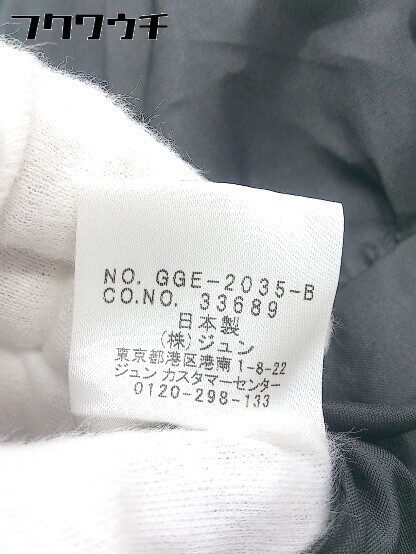 フクワウチ
NO. GGE-2035-B
CO.NO. 33689
日本製
(株)ジュン
東京都港区港南1-8-22
ジュン カスタマーセンター
0120-298-133